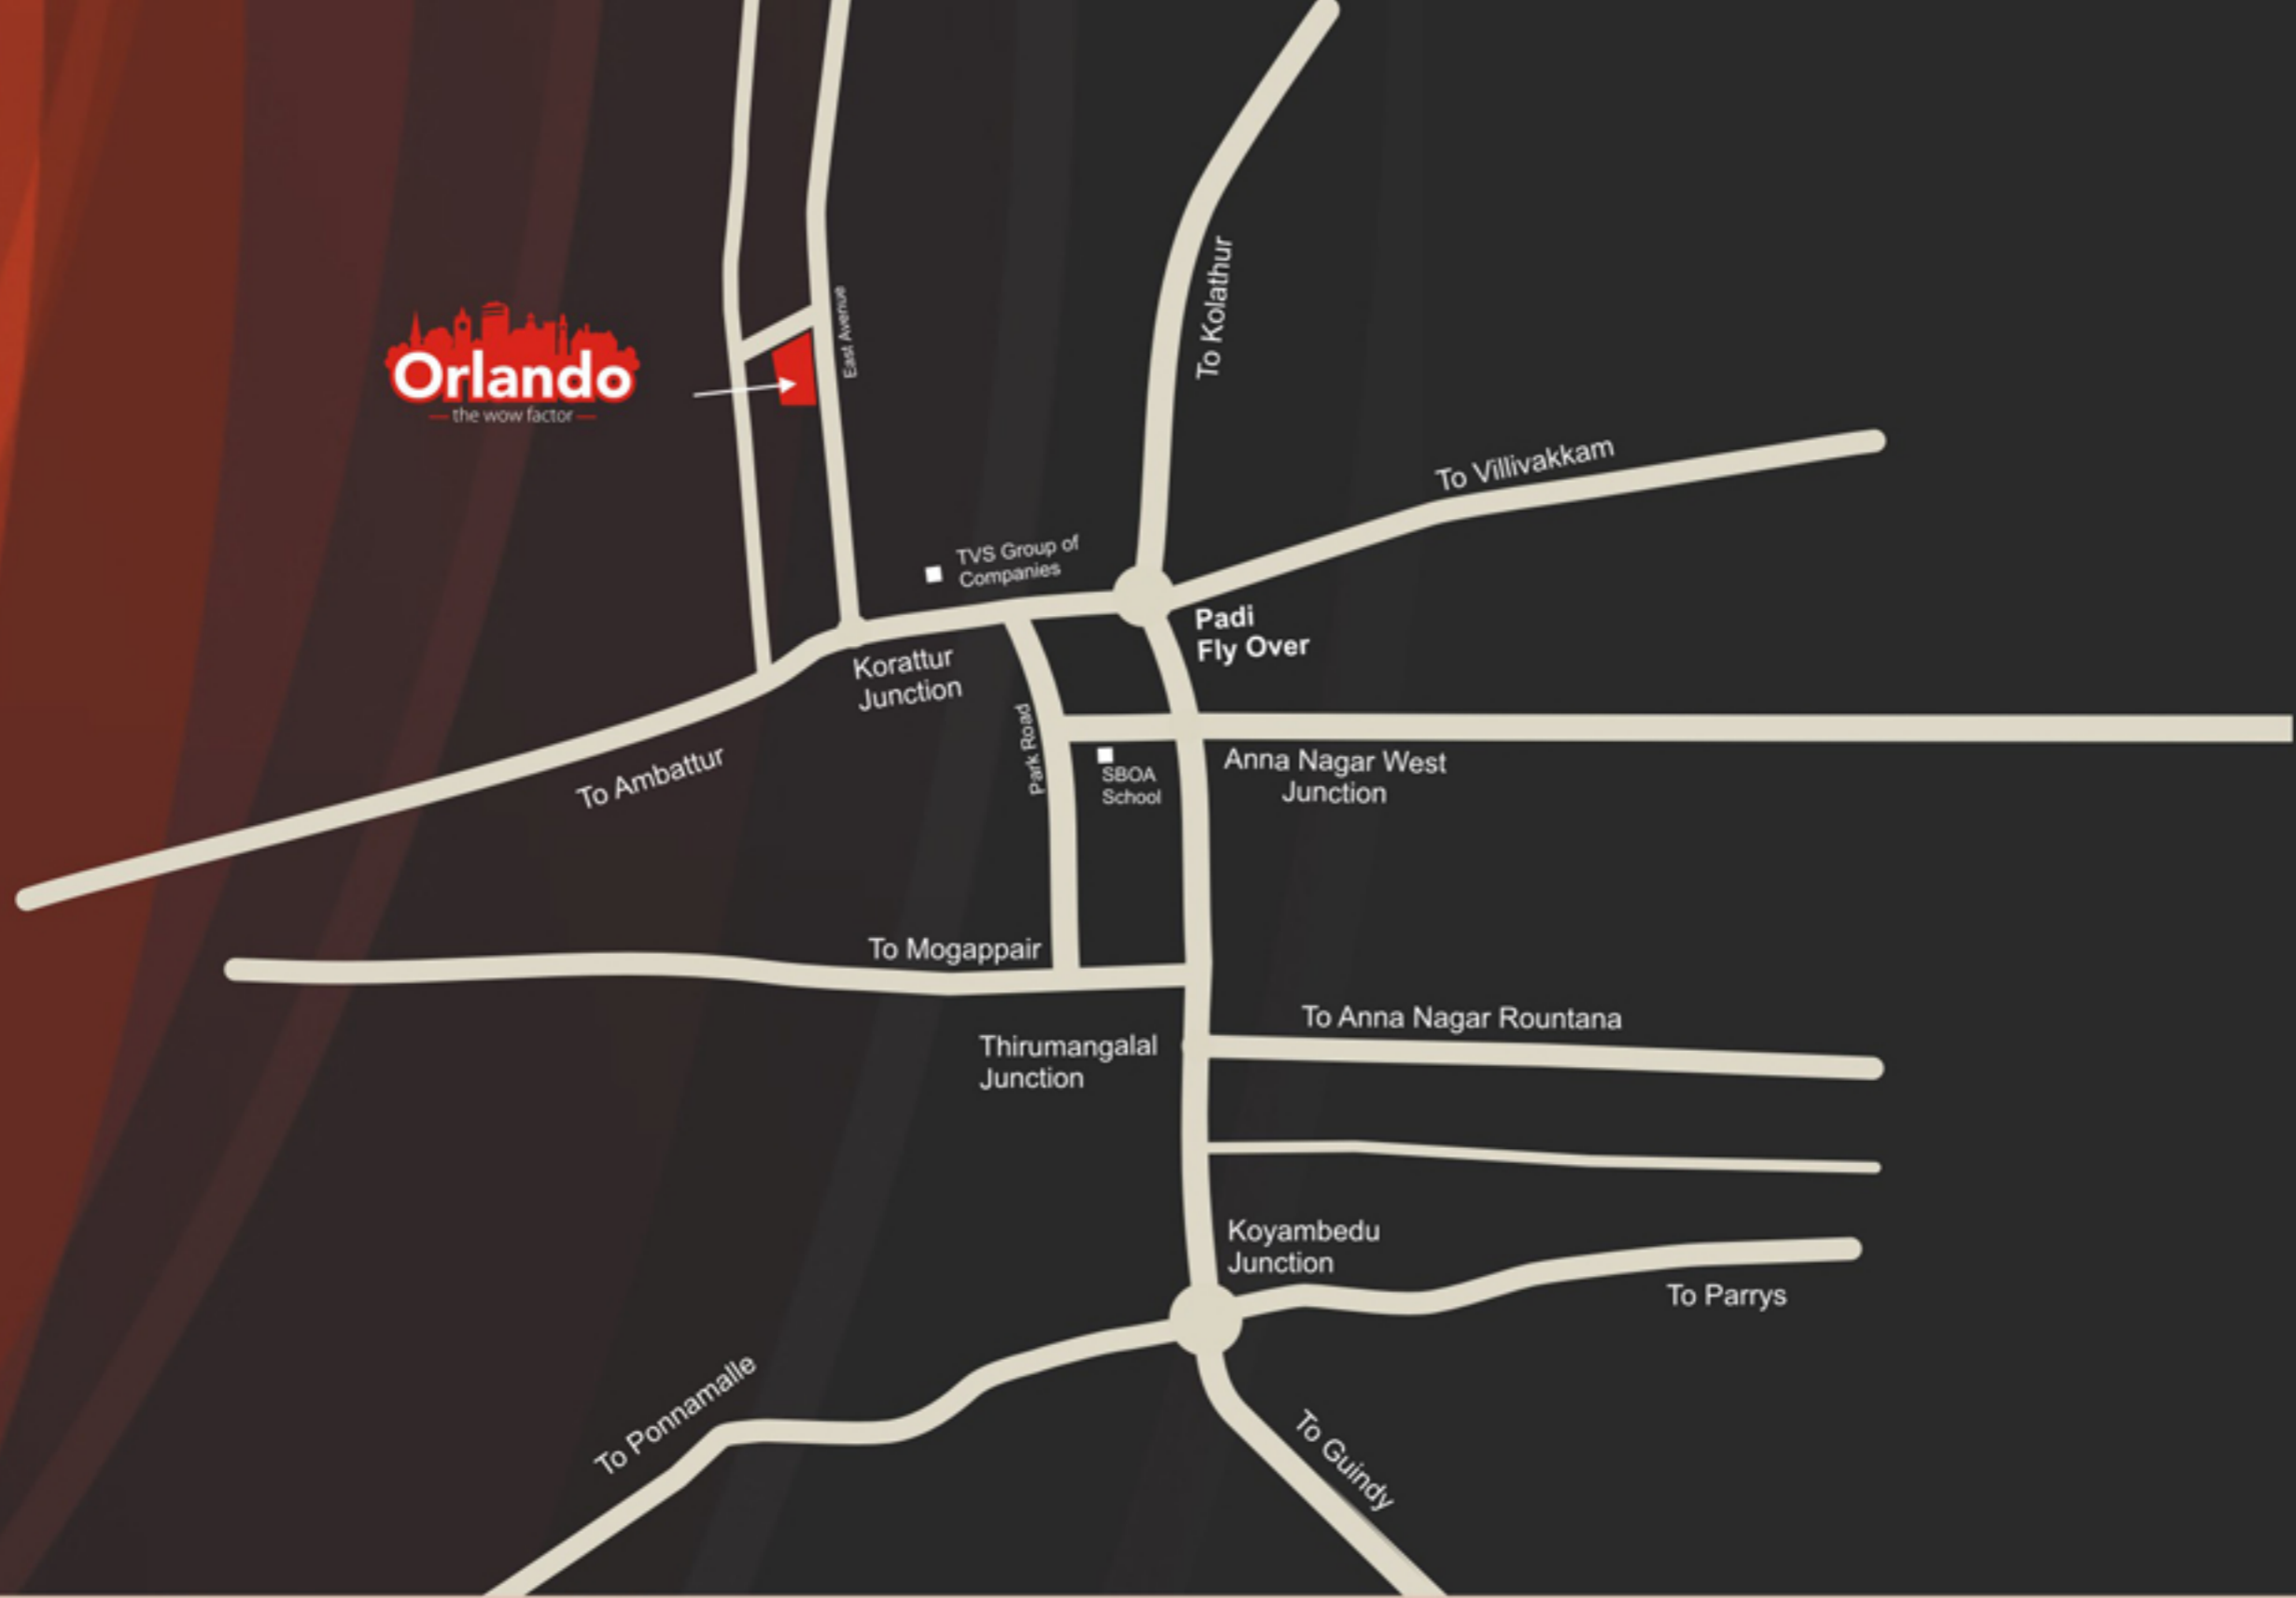 To Kolathur
East Avenue
Orlando
the wow factor
To Villivakkam
TVS Group of
Companies
Padi
Fly Over
Korattur
Junction
Park Road
To Ambattur
SBOA
School
Anna Nagar West
Junction
To Mogappair
To Anna Nagar Rountana
Thirumangalal
Junction
Koyambedu
Junction
To Parrys
To Ponnamalle
To Guindy